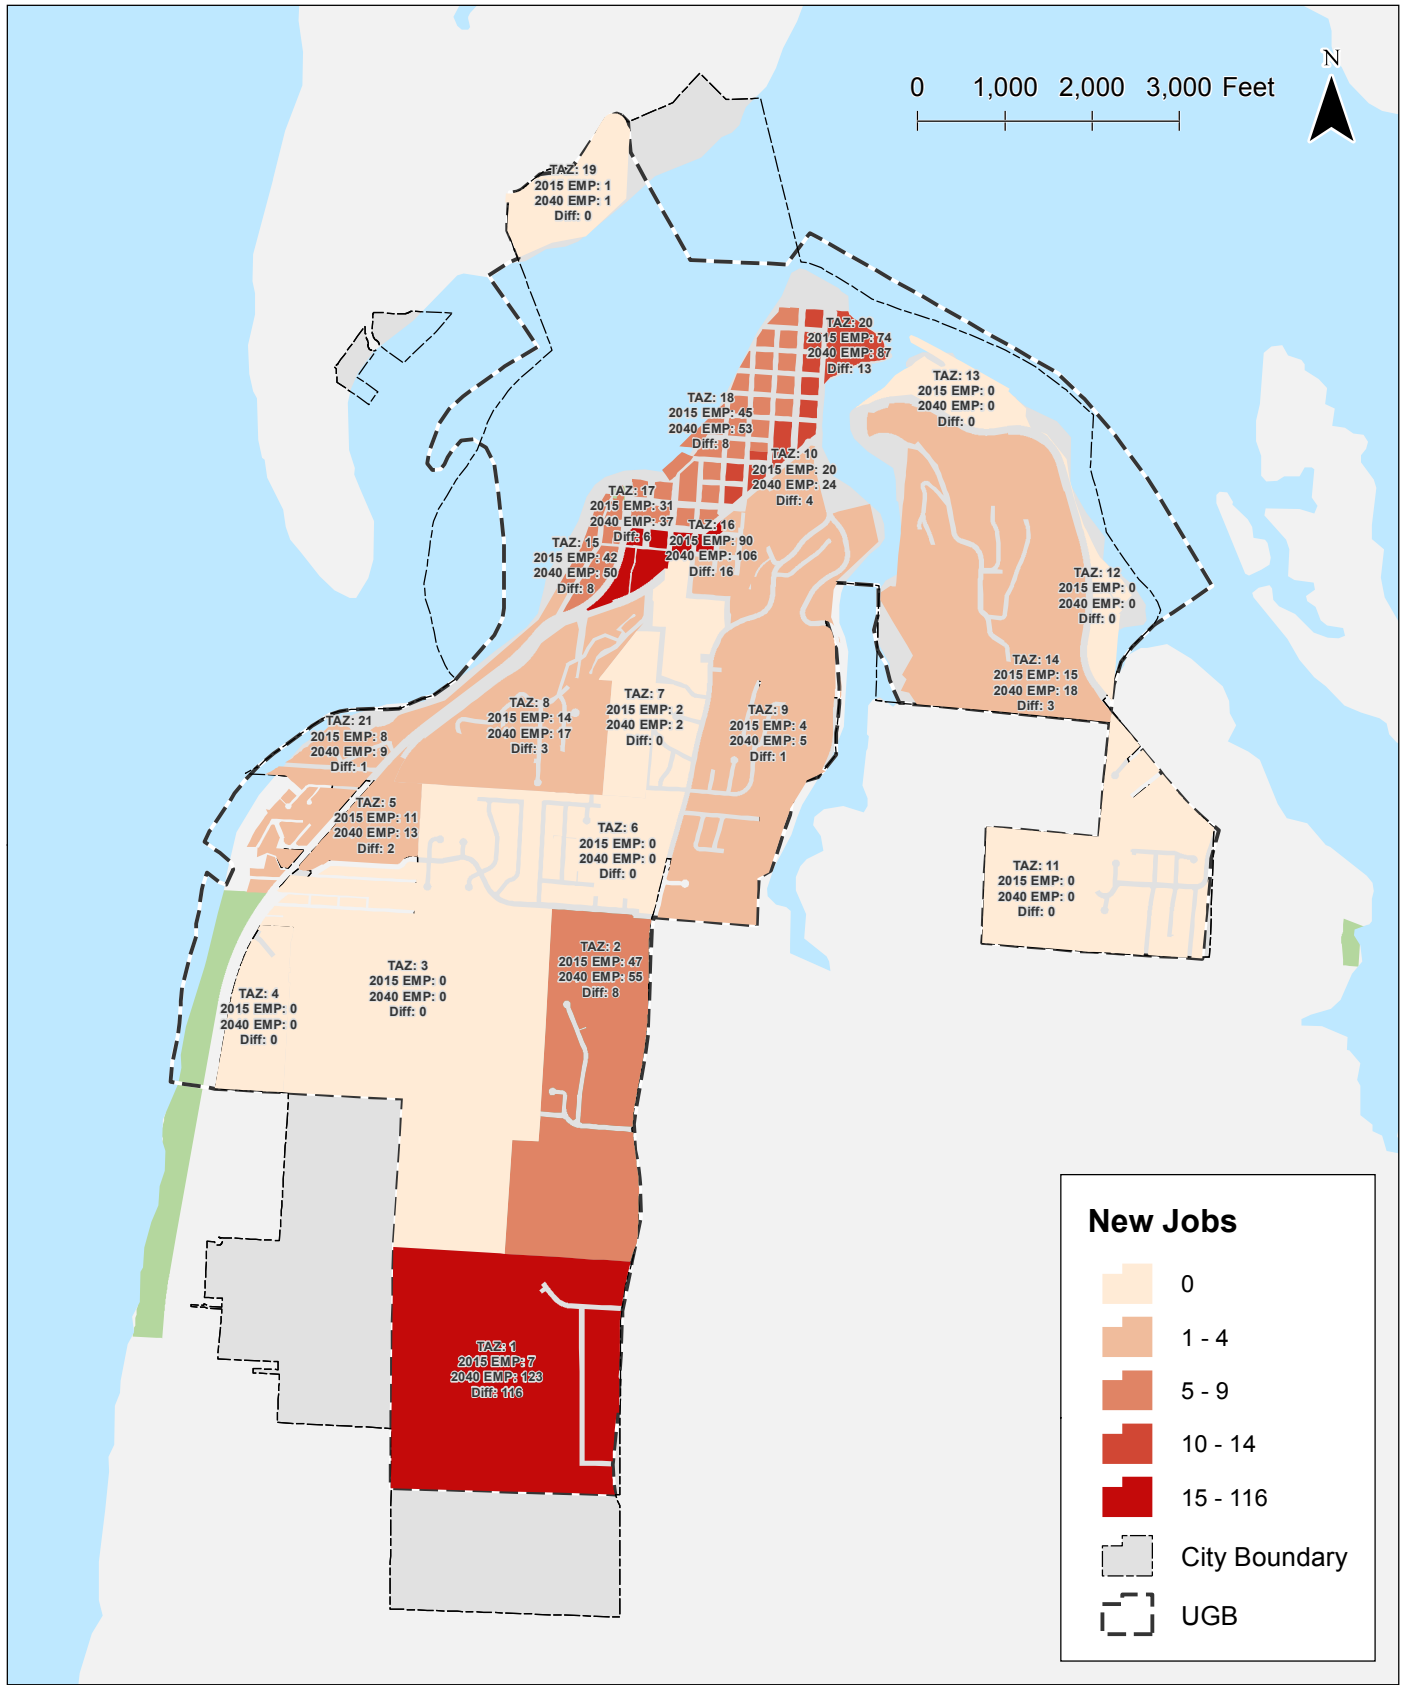 N
0 1,000 2,000 3,000 Feet
TAZ: 19
2015 EMP: 1
2040 EMP: 1
Diff: 0
TAZ: 20
2015 EMP: 74
2040 EMP: 87
Diff: 13
TAZ: 13
2015 EMP: 0
2040 EMP: 0
Diff: 0
TAZ: 18
2015 EMP: 45
2040 EMP: 53
Diff: 8
TAZ: 10
2015 EMP: 20
2040 EMP: 24
Diff: 4
TAZ: 17
2015 EMP: 31
2040 EMP: 37
Diff: 6
TAZ: 16
2015 EMP: 90
2040 EMP: 106
Diff: 16
TAZ: 15
2015 EMP: 42
2040 EMP: 50
Diff: 8
TAZ: 12
2015 EMP: 0
2040 EMP: 0
Diff: 0
TAZ: 14
2015 EMP: 15
2040 EMP: 18
Diff: 3
TAZ: 8
2015 EMP: 14
2040 EMP: 17
Diff: 3
TAZ: 7
2015 EMP: 2
2040 EMP: 2
Diff: 0
TAZ: 9
2015 EMP: 4
2040 EMP: 5
Diff: 1
TAZ: 21
2015 EMP: 8
2040 EMP: 9
Diff: 1
TAZ: 5
2015 EMP: 11
2040 EMP: 13
Diff: 2
TAZ: 6
2015 EMP: 0
2040 EMP: 0
Diff: 0
TAZ: 11
2015 EMP: 0
2040 EMP: 0
Diff: 0
TAZ: 2
2015 EMP: 47
2040 EMP: 55
Diff: 8
TAZ: 3
2015 EMP: 0
2040 EMP: 0
Diff: 0
TAZ: 4
2015 EMP: 0
2040 EMP: 0
Diff: 0
TAZ: 1
2015 EMP: 7
2040 EMP: 123
Diff: 116
New Jobs
0
1 - 4
5 - 9
10 - 14
15 - 116
City Boundary
UGB